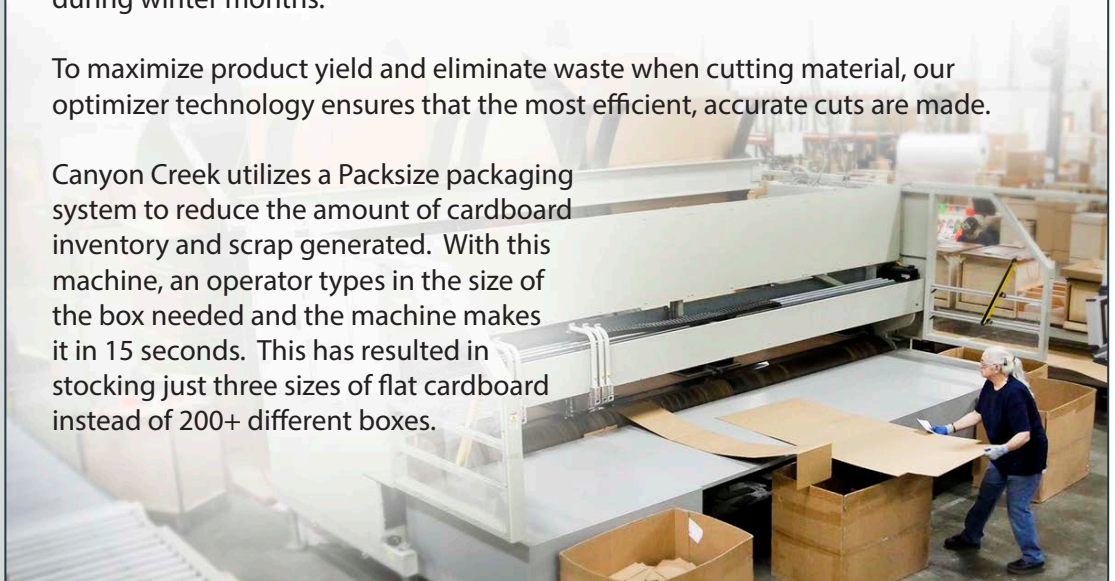 during winter months.
To maximize product yield and eliminate waste when cutting material, our
optimizer technology ensures that the most efficient, accurate cuts are made.
Canyon Creek utilizes a Packsize packaging
system to reduce the amount of cardboard
inventory and scrap generated.  With this
machine, an operator types in the size of
the box needed and the machine makes
it in 15 seconds.  This has resulted in
stocking just three sizes of flat cardboard
instead of 200+ different boxes.